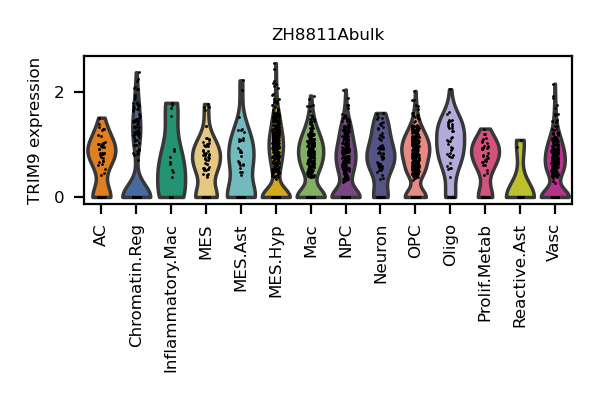 ZH8811Abulk
TRIM9 expression
2
0
AC
Chromatin.Reg
Inflammatory.Mac
MES
MES.Ast
MES.Hyp
Mac
NPC
Neuron
OPC
Oligo
Prolif.Metab
Reactive.Ast
Vasc